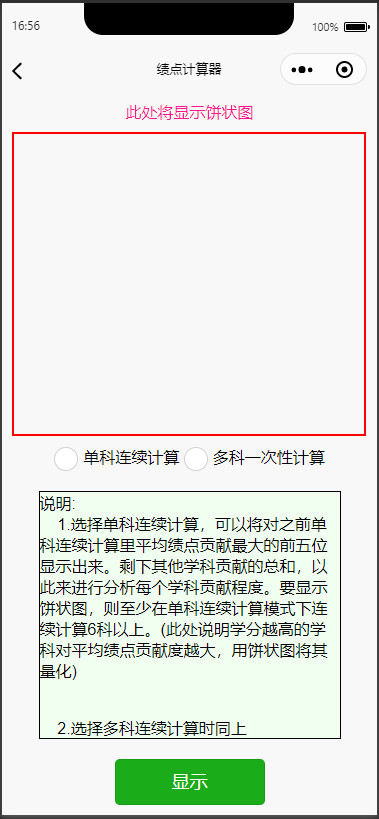 16:56
100%
绩点计算器
此处将显示饼状图
单科连续计算 多科一次性计算
说明:
1.选择单科连续计算，可以将对之前单
科连续计算里平均绩点贡献最大的前五位
显示出来。剩下其他学科贡献的总和，以
此来进行分析每个学科贡献程度。要显示
饼状图，则至少在单科连续计算模式下连
续计算6科以上。(此处说明学分越高的学
科对平均绩点贡献度越大，用饼状图将其
量化)
2.选择多科连续计算时同上
显示